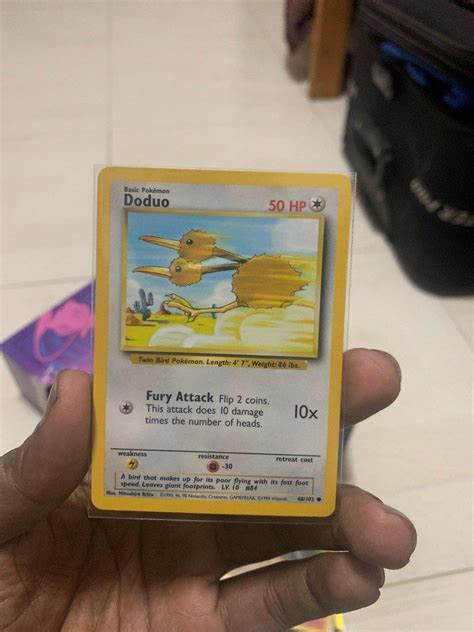 Basic Pokémon
Doduo
50 HP
Twin Bird Pokémon. Length: 4' 7", Weight: 86 lbs.
Fury Attack Flip 2 coins.
This attack does 10 damage
times the number of heads.
10x
weakness
resistance
retreat cost
-30
A bird that makes up for its poor flying with its fast foot
speed. Leaves giant footprints. LV. 10 #84
Illus. Mitsuhiro Arita
©1995, 96, 98 Nintendo, Creatures, GAMEFREAK. ©1999 Wizards.
48/102